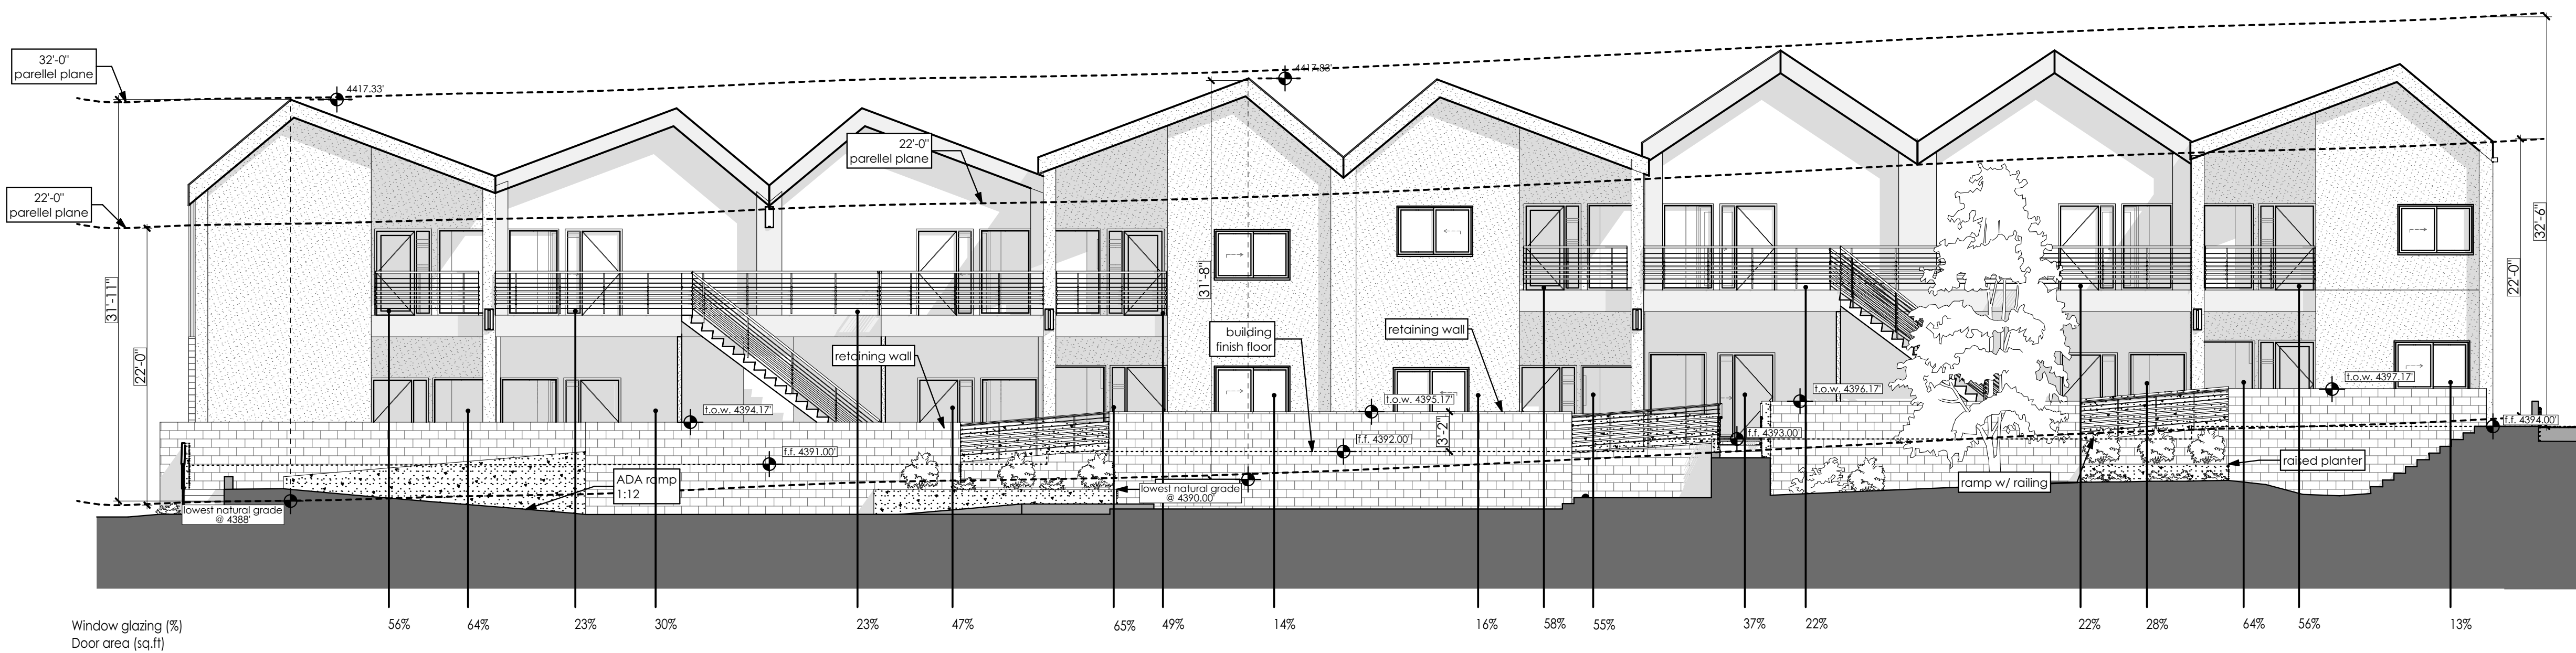 32'-0"
parellel plane
4417.33'
4417.83'
22'-0"
parellel plane
22'-0"
parellel plane
32'-6"
22'-0"
31'-11"
22'-0"
31'-8"
building
finish floor
retaining wall
retaining wall
t.o.w. 4394.17'
t.o.w. 4395.17'
t.o.w. 4396.17'
t.o.w. 4397.17'
3'-2"
f.f. 4391.00'
f.f. 4392.00'
f.f. 4393.00'
f.f. 4394.00'
ADA ramp
1:12
lowest natural grade
@ 4388'
lowest natural grade
@ 4390.00'
ramp w/ railing
raised planter
Window glazing (%)
Door area (sq.ft)
56% 64% 23% 30% 23% 47% 65% 49% 14% 16% 58% 55% 37% 22% 22% 28% 64% 56% 13%